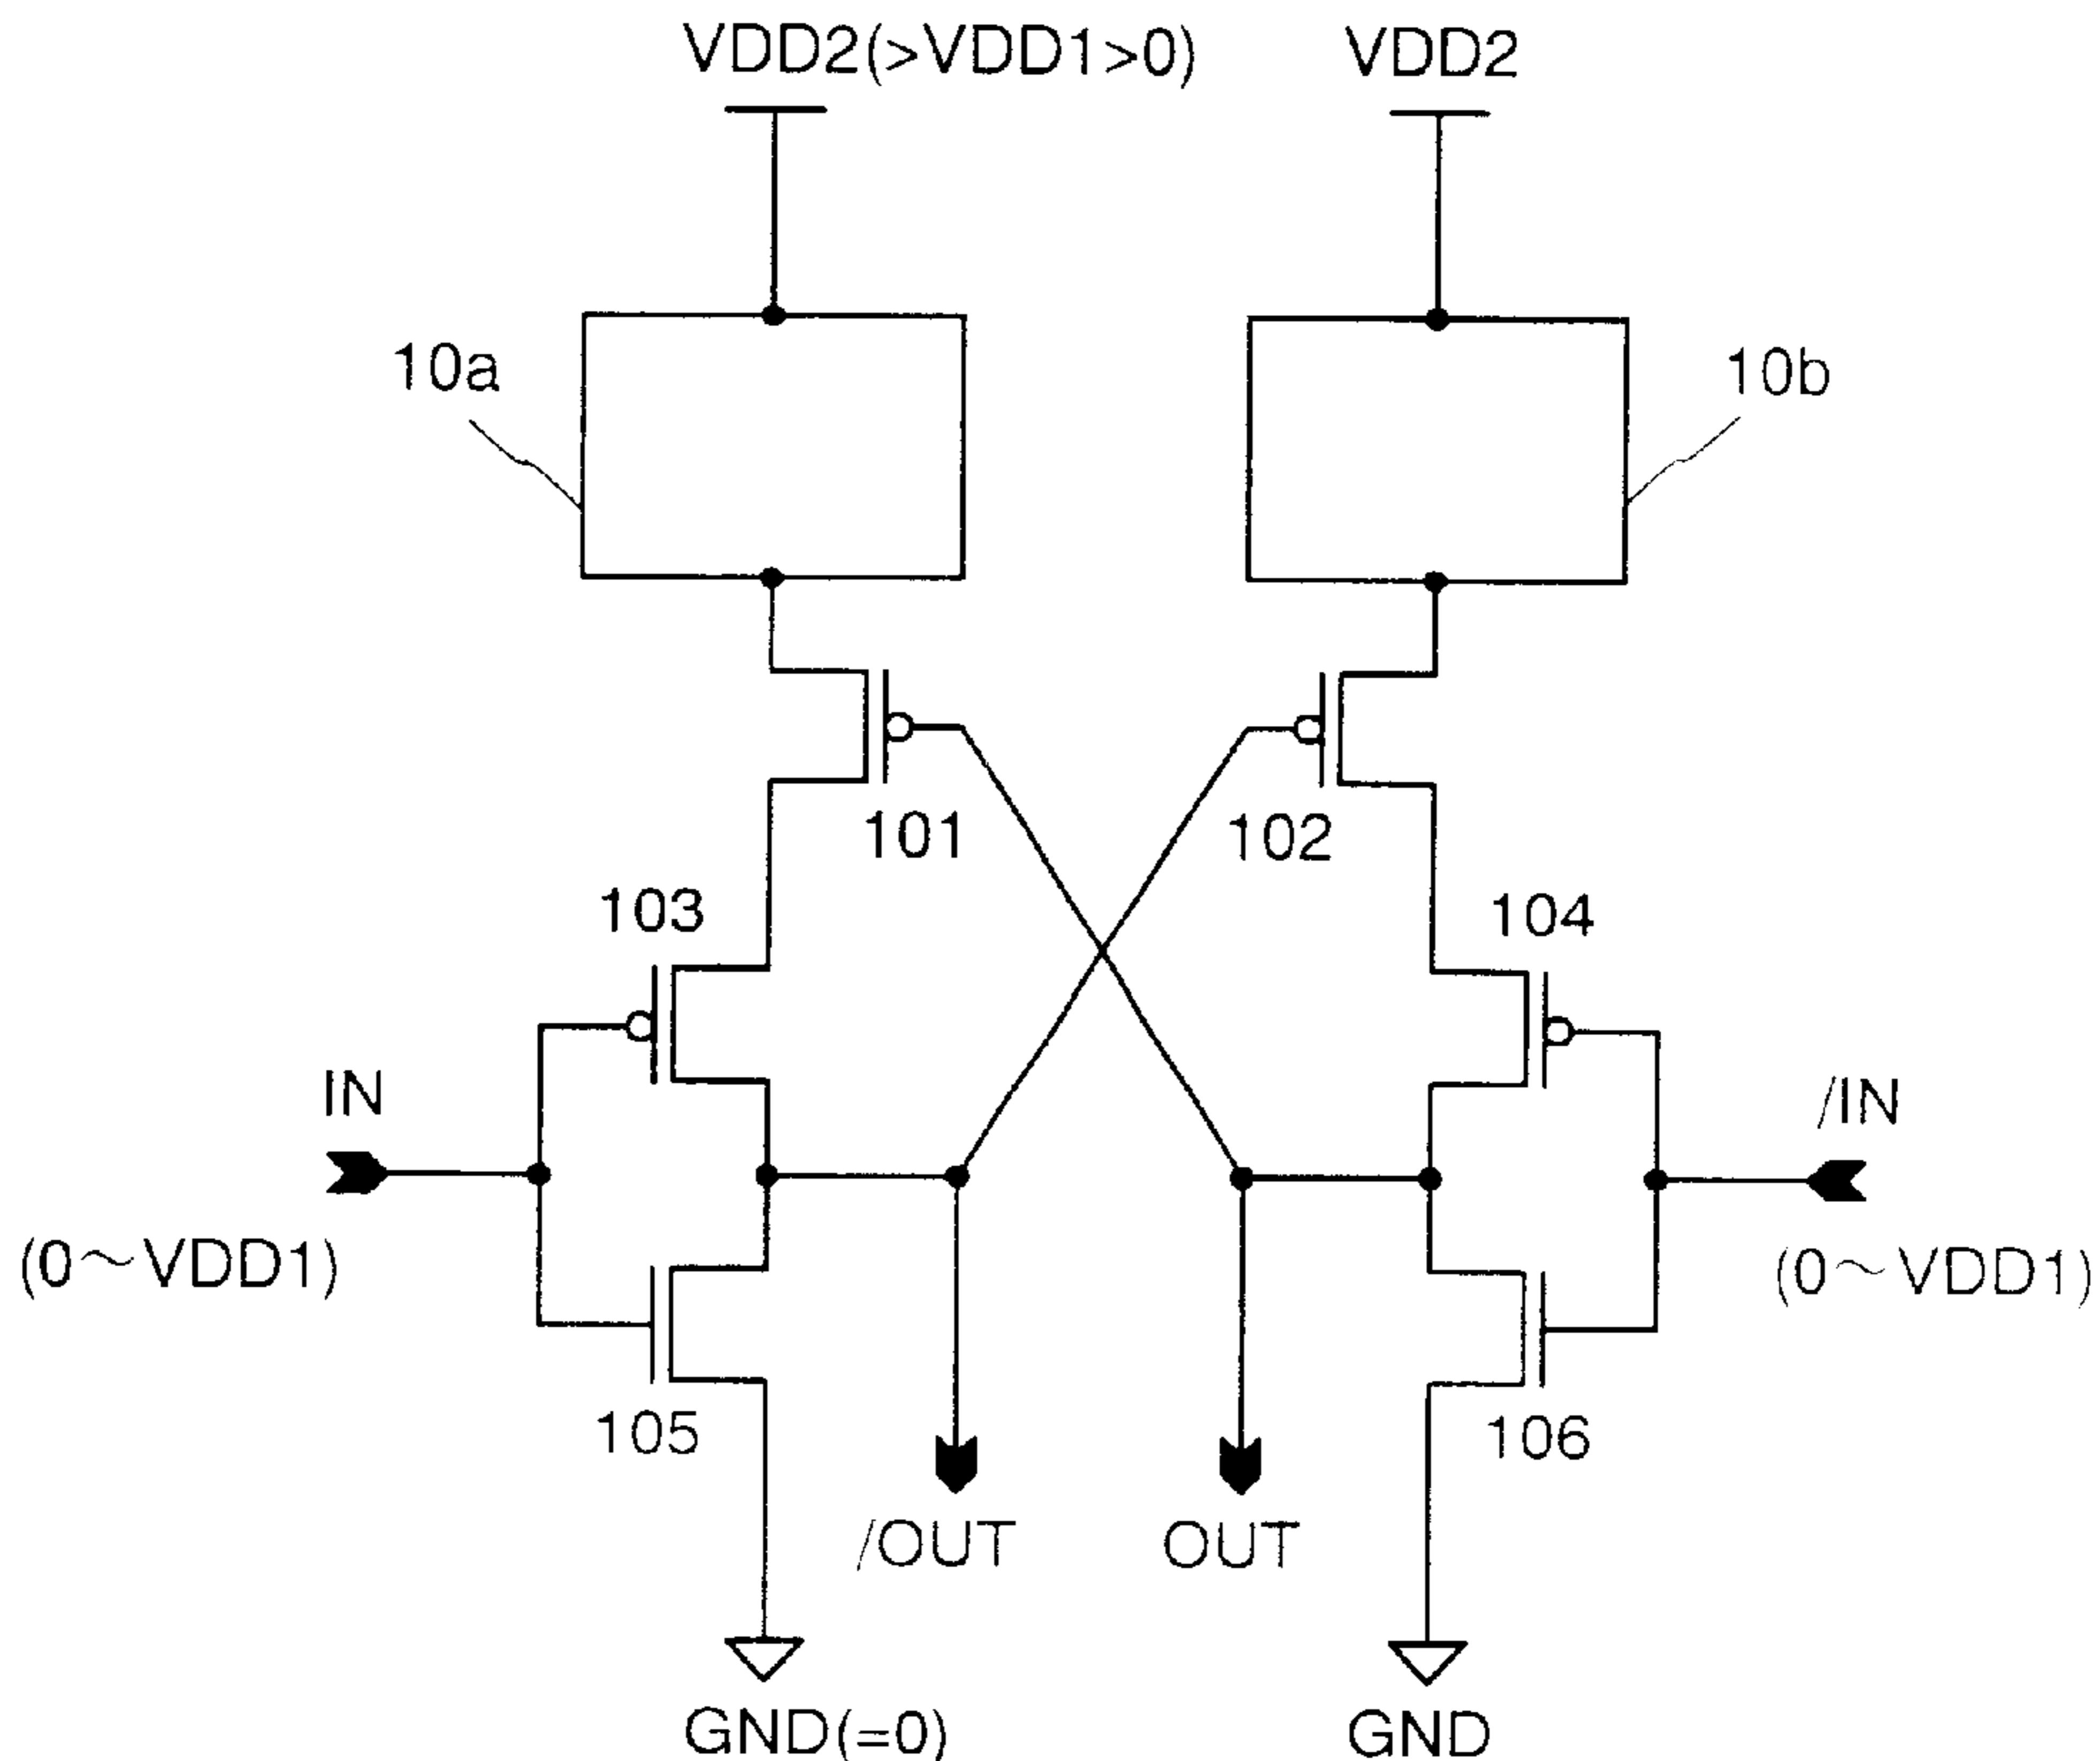 VDD2(>VDD1>0)
VDD2
10a
10b
101
102
103
104
IN
/IN
(0～VDD1)
(0～VDD1)
105
106
/OUT
OUT
GND(=0)
GND